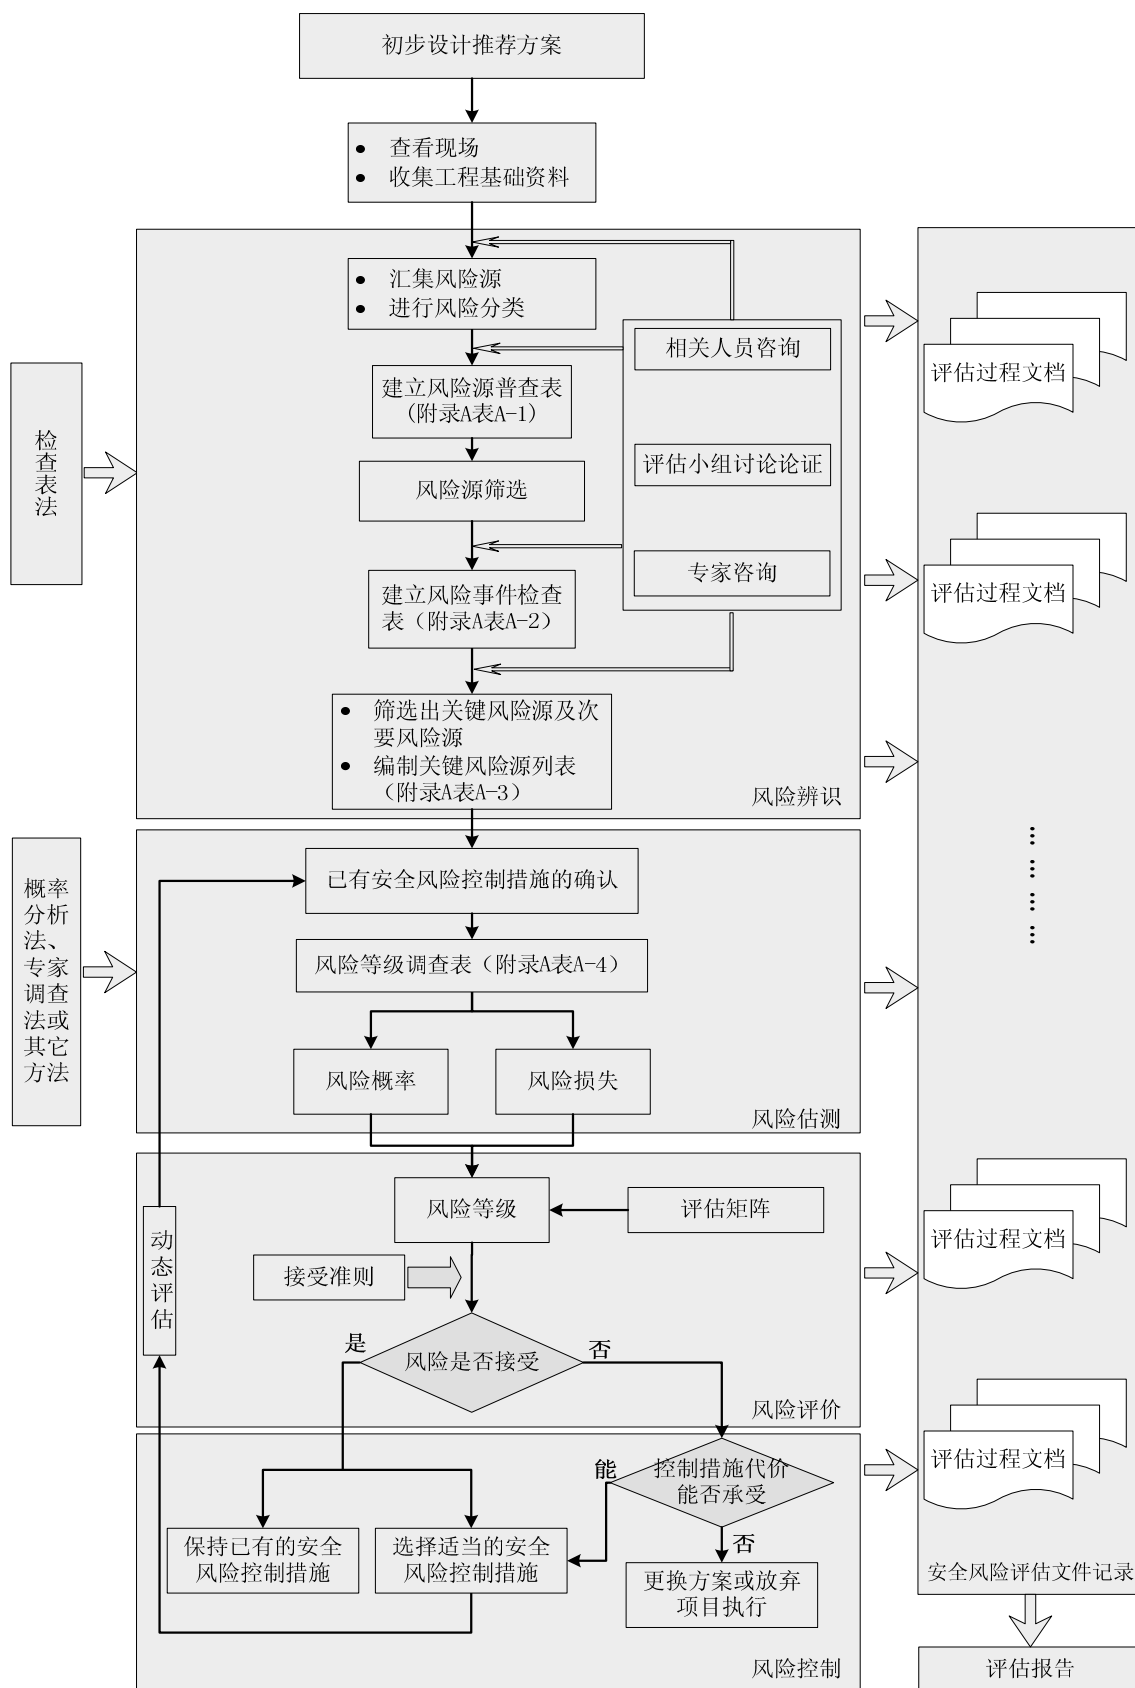 初步设计推荐方案
● 查看现场
● 收集工程基础资料
● 汇集风险源
● 进行风险分类
建立风险源普查表
(附录A表A-1)
风险源筛选
建立风险事件检查
表（附录A表A-2）
● 筛选出关键风险源及次
要风险源
● 编制关键风险源列表
（附录A表A-3）
相关人员咨询
评估小组讨论论证
专家咨询
风险辨识
检查表法
评估过程文档
评估过程文档
…
…
…
…
概率
分析
法、
专家
调查
法或
其它
方法
已有安全风险控制措施的确认
风险等级调查表（附录A表A-4）
风险概率
风险损失
风险估测
风险等级
评估矩阵
接受准则
动态评估
是
风险是否接受
否
风险评价
评估过程文档
能
控制措施代价
能否承受
否
保持已有的安全
风险控制措施
选择适当的安全
风险控制措施
更换方案或放弃
项目执行
风险控制
评估过程文档
安全风险评估文件记录
评估报告